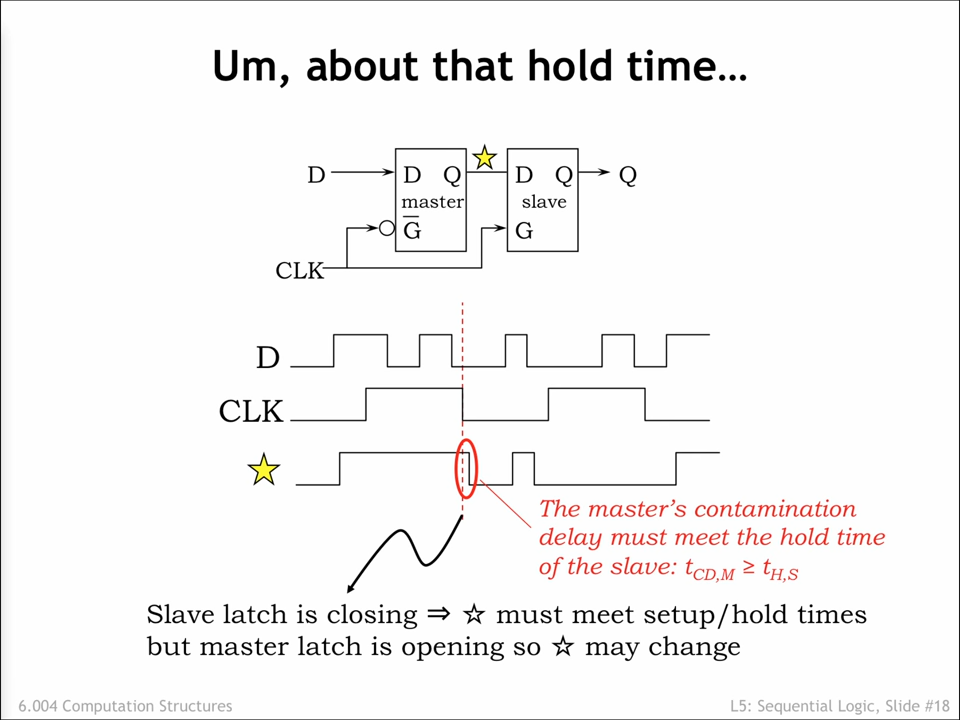 Um, about that hold time…
D
D Q
D Q
Q
master
slave
G
G
CLK
D
CLK
The master's contamination
delay must meet the hold time
of the slave: tCD,M ≥ tH,S
Slave latch is closing ⇒ ☆ must meet setup/hold times
but master latch is opening so ☆ may change
6.004 Computation Structures
L5: Sequential Logic, Slide #18